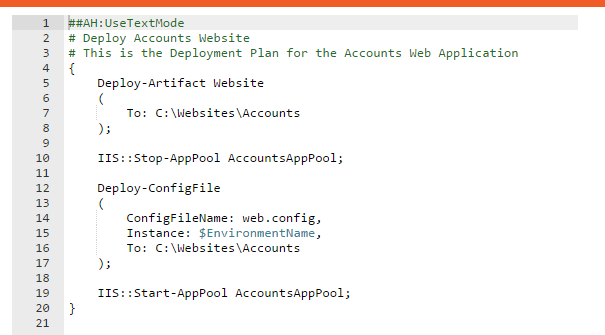 1 ##AH:UseTextMode
2 # Deploy Accounts Website
3 # This is the Deployment Plan for the Accounts Web Application
4 {
5     Deploy-Artifact Website
6     (
7         To: C:\Websites\Accounts
8     );
9
10     IIS::Stop-AppPool AccountsAppPool;
11
12     Deploy-ConfigFile
13     (
14         ConfigFileName: web.config,
15         Instance: $EnvironmentName,
16         To: C:\Websites\Accounts
17     );
18
19     IIS::Start-AppPool AccountsAppPool;
20 }
21